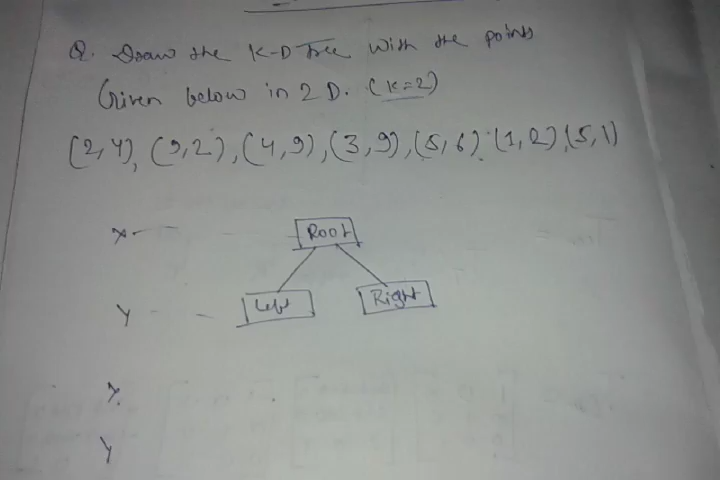 Q. Draw the K-D Tree with the points
Given below in 2 D. (K=2)
(2,4), (9,2), (4,9), (3,9), (5,6), (1,2), (5,1)
X
Root
Y
Left
Right
X
Y